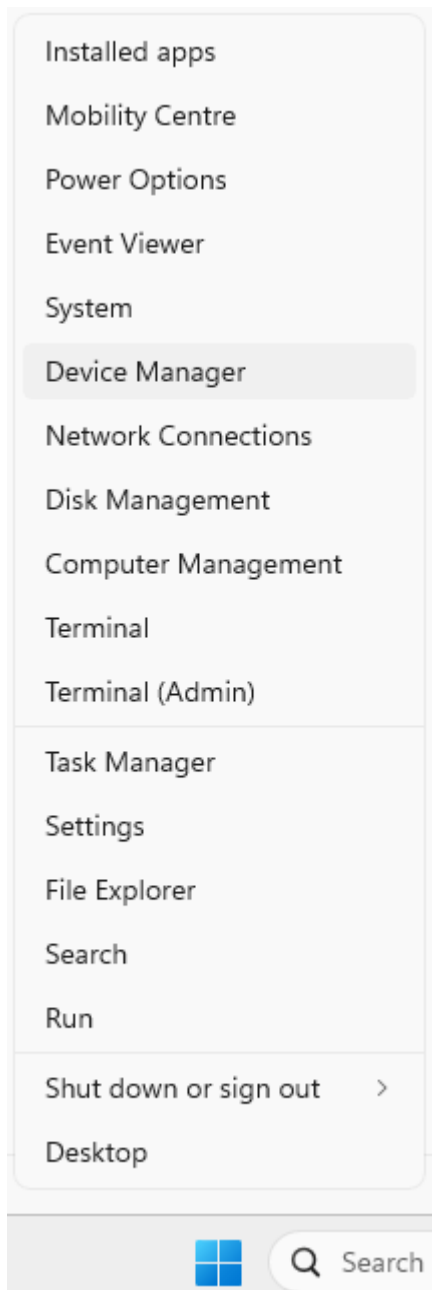 Installed apps
Mobility Centre
Power Options
Event Viewer
System
Device Manager
Network Connections
Disk Management
Computer Management
Terminal
Terminal (Admin)
Task Manager
Settings
File Explorer
Search
Run
Shut down or sign out
Desktop
Search